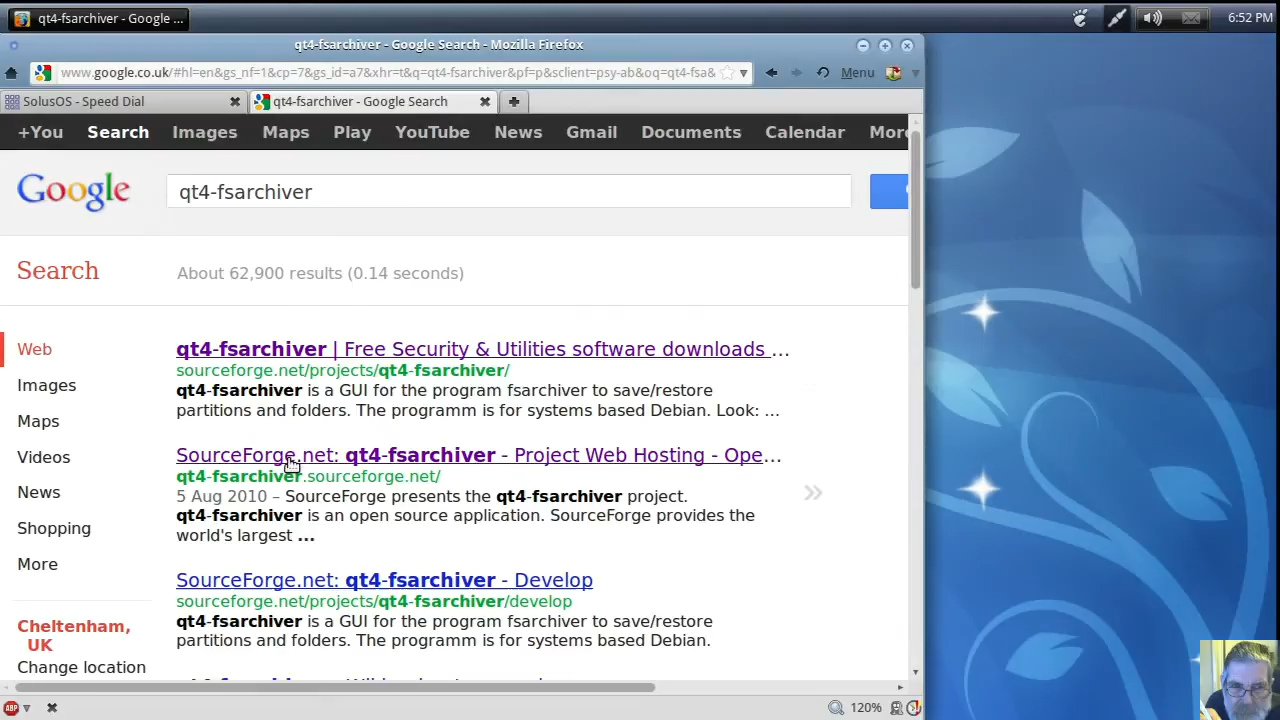 qt4-fsarchiver - Google ...
6:52 PM
qt4-fsarchiver - Google Search - Mozilla Firefox
www.google.co.uk/#hl=en&gs_nf=1&cp=7&gs_id=a7&xhr=t&q=qt4-fsarchiver&pf=p&sclient=psy-ab&oq=qt4-fsa&
Menu
SolusOS - Speed Dial
qt4-fsarchiver - Google Search
+You Search Images Maps Play YouTube News Gmail Documents Calendar More
Google
qt4-fsarchiver
Search
About 62,900 results (0.14 seconds)
Web
Images
Maps
Videos
News
Shopping
More
Cheltenham,
UK
Change location
qt4-fsarchiver | Free Security & Utilities software downloads ...
sourceforge.net/projects/qt4-fsarchiver/
qt4-fsarchiver is a GUI for the program fsarchiver to save/restore
partitions and folders. The programm is for systems based Debian. Look: ...
SourceForge.net: qt4-fsarchiver - Project Web Hosting - Ope...
qt4-fsarchiver.sourceforge.net/
5 Aug 2010 – SourceForge presents the qt4-fsarchiver project.
qt4-fsarchiver is an open source application. SourceForge provides the
world's largest ...
SourceForge.net: qt4-fsarchiver - Develop
sourceforge.net/projects/qt4-fsarchiver/develop
qt4-fsarchiver is a GUI for the program fsarchiver to save/restore
partitions and folders. The programm is for systems based Debian.
ABP
120%